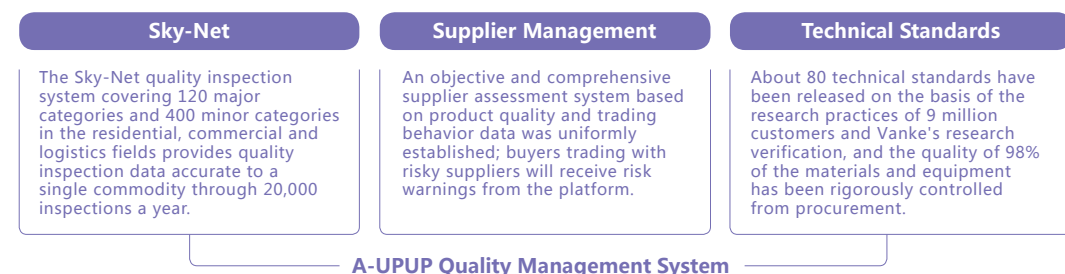 Sky-Net
The Sky-Net quality inspection
system covering 120 major
categories and 400 minor categories
in the residential, commercial and
logistics fields provides quality
inspection data accurate to a
single commodity through 20,000
inspections a year.
Supplier Management
An objective and comprehensive
supplier assessment system based
on product quality and trading
behavior data was uniformly
established; buyers trading with
risky suppliers will receive risk
warnings from the platform.
Technical Standards
About 80 technical standards have
been released on the basis of the
research practices of 9 million
customers and Vanke's research
verification, and the quality of 98%
of the materials and equipment
has been rigorously controlled
from procurement.
A-UPUP Quality Management System